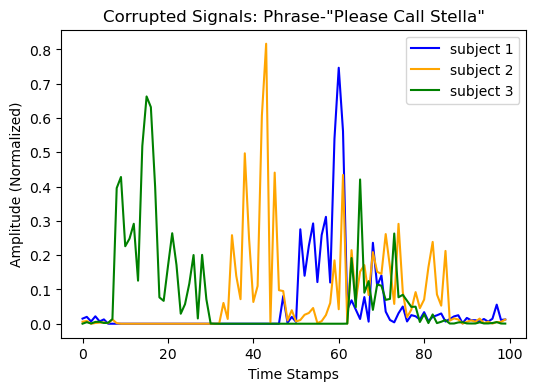 Corrupted Signals: Phrase-"Please Call Stella"
subject 1
subject 2
subject 3
Amplitude (Normalized)
0.8
0.7
0.6
0.5
0.4
0.3
0.2
0.1
0.0
0 20 40 60 80 100
Time Stamps